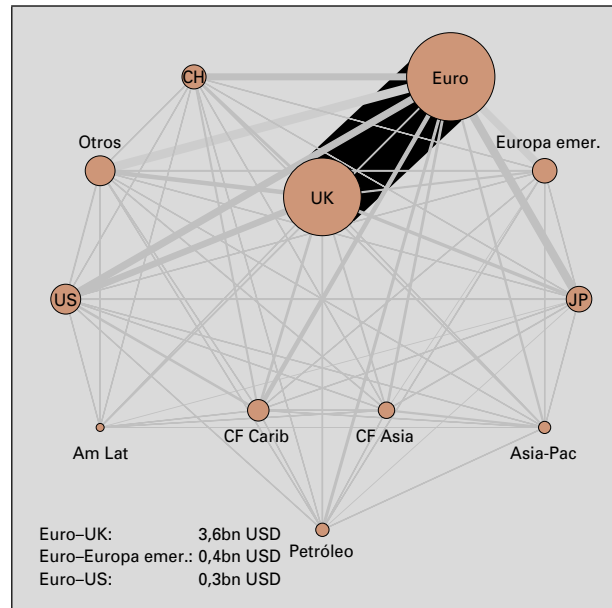 CH
Euro
Otros
Europa emer.
UK
US
JP
Am Lat
CF Carib
CF Asia
Asia-Pac
Petróleo
Euro–UK: 3,6bn USD
Euro–Europa emer.: 0,4bn USD
Euro–US: 0,3bn USD